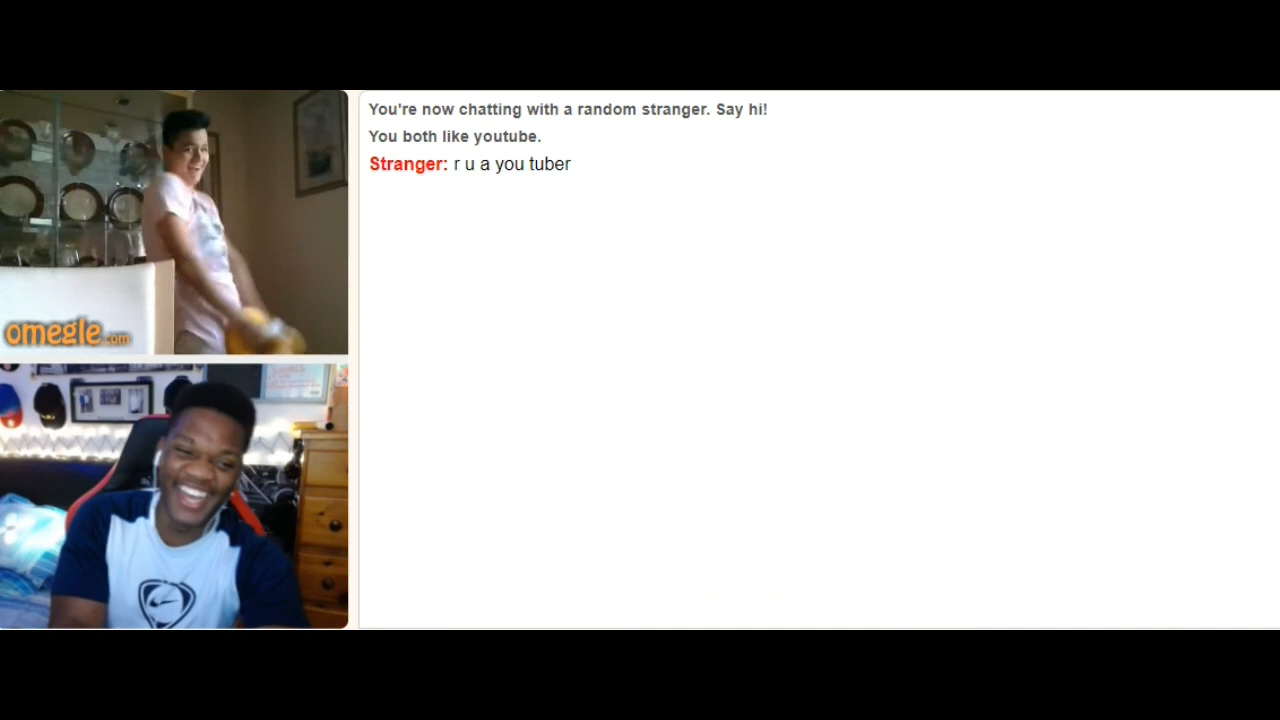 You're now chatting with a random stranger. Say hi!
You both like youtube.
Stranger: r u a you tuber
omegle.com